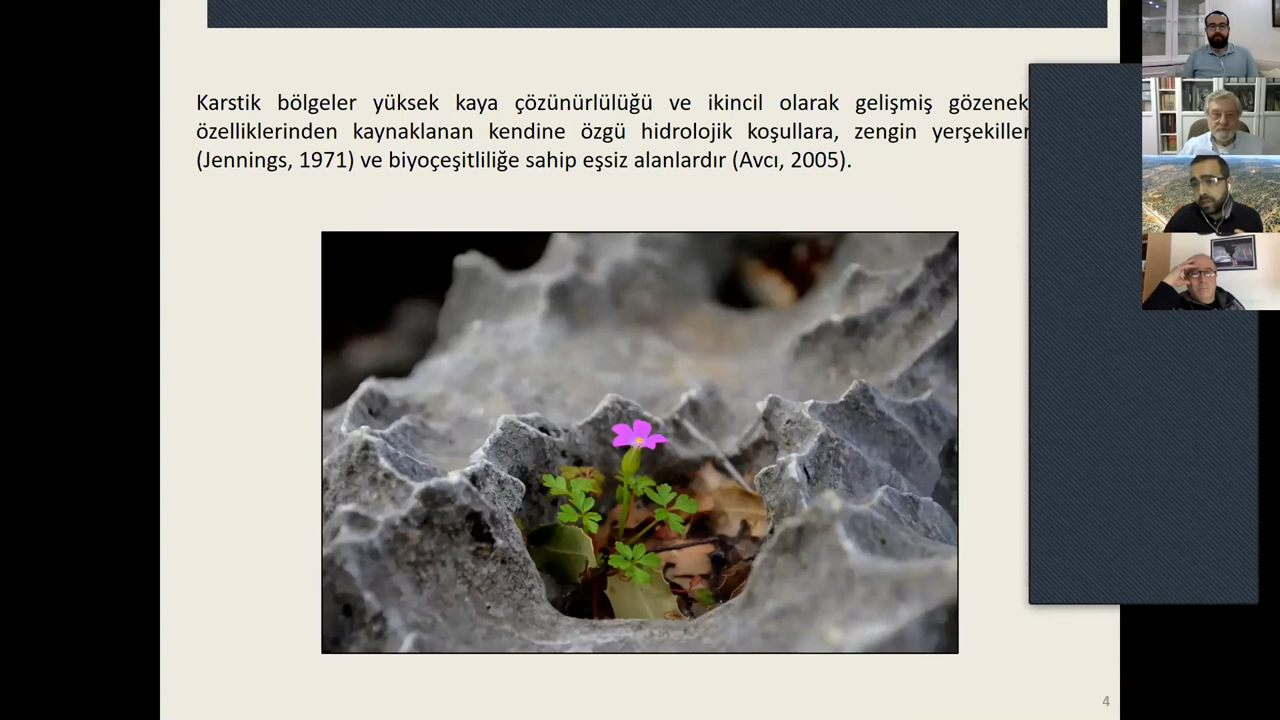 Karstik bölgeler yüksek kaya çözünürlülüğü ve ikincil olarak gelişmiş gözenek
özelliklerinden kaynaklanan kendine özgü hidrolojik koşullara, zengin yerşekiller
(Jennings, 1971) ve biyoçeşitliliğe sahip eşsiz alanlardır (Avcı, 2005).
4